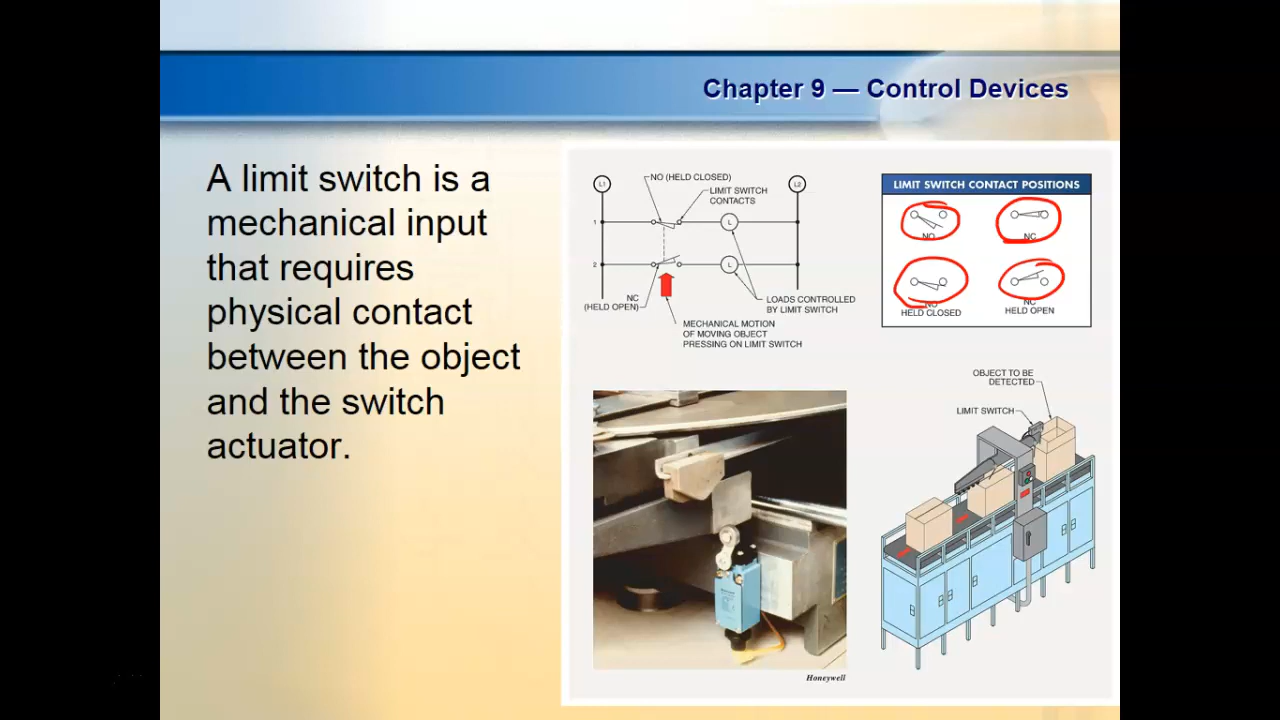 Chapter 9 — Control Devices
A limit switch is a
mechanical input
that requires
physical contact
between the object
and the switch
actuator.
NO (HELD CLOSED)
L1
L2
LIMIT SWITCH
CONTACTS
1
L
2
L
NC
(HELD OPEN)
LOADS CONTROLLED
BY LIMIT SWITCH
MECHANICAL MOTION
OF MOVING OBJECT
PRESSING ON LIMIT SWITCH
LIMIT SWITCH CONTACT POSITIONS
NO
NC
NO
HELD CLOSED
NC
HELD OPEN
OBJECT TO BE
DETECTED
LIMIT SWITCH
Honeywell